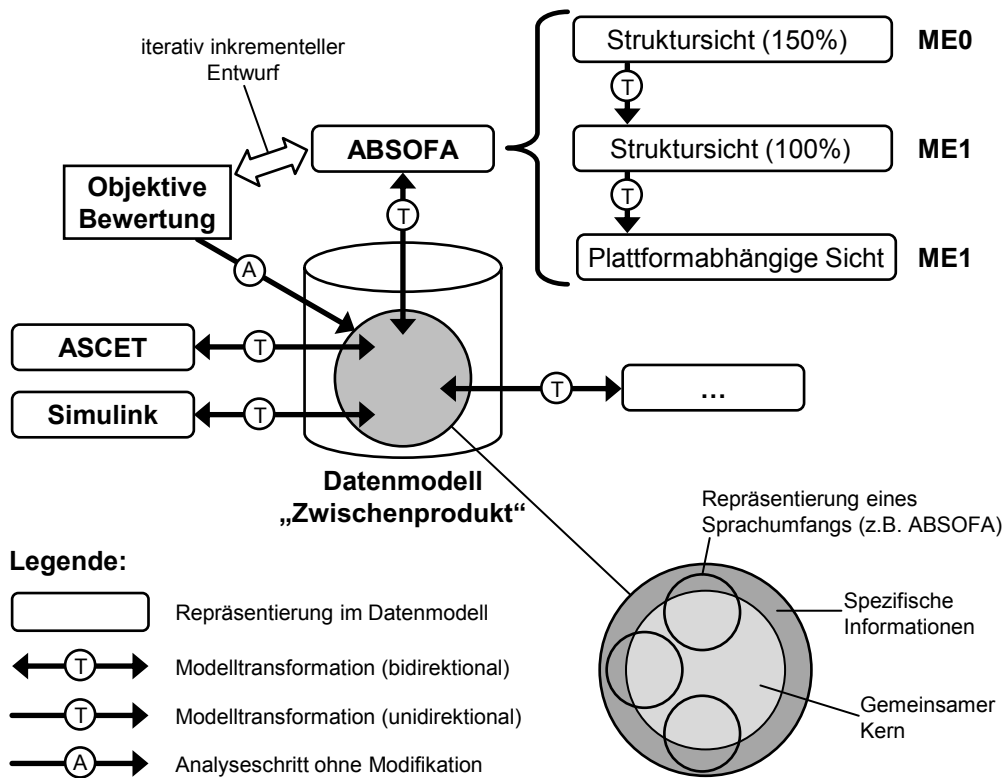 iterativ inkrementeller
Entwurf
ABSOFA
Struktursicht (150%)
ME0
T
Struktursicht (100%)
ME1
T
Plattformabhängige Sicht
ME1
Objektive
Bewertung
T
A
ASCET
T
Simulink
T
T
...
Datenmodell
„Zwischenprodukt“
Repräsentierung eines
Sprachumfangs (z.B. ABSOFA)
Spezifische
Informationen
Gemeinsamer
Kern
Legende:
Repräsentierung im Datenmodell
T
Modelltransformation (bidirektional)
T
Modelltransformation (unidirektional)
A
Analyseschritt ohne Modifikation